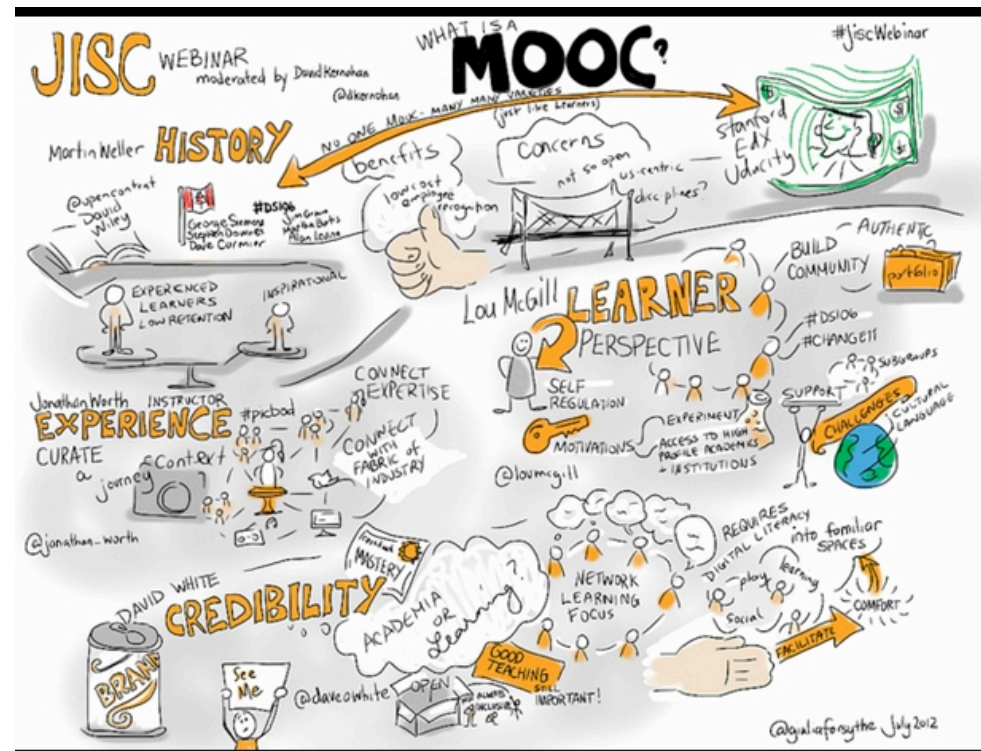 JISC WEBINAR
moderated by David Kernohan
@dkernohan
WHAT IS A
MOOC?
#jiscWebinar
NO ONE MOOC - MANY MANY VARIETIES
(just like learners)
Stanford
EdX
Udacity
Martin Weller HISTORY
@opencontent
David
Wiley
George Siemens
Stephen Downes
Dave Cormier
#DS106
Jim Groom
Martha Burtis
Alan Levine
benefits
low cost
employee
recognition
concerns
not so open
us-centric
disciplines?
EXPERIENCED
LEARNERS
LOW RETENTION
INSPIRATIONAL
Lou McGill LEARNER
PERSPECTIVE
SELF
REGULATION
MOTIVATIONS
EXPERIMENT
ACCESS TO HIGH
PROFILE ACADEMICS
+ INSTITUTIONS
@loumcgill
BUILD
COMMUNITY
AUTHENTIC
portfolio
#DS106
#CHANGE11
SUPPORT
SUBGROUPS
CHALLENGES
CULTURAL
LANGUAGE
Jonathan Worth INSTRUCTOR
EXPERIENCE #picbod
CURATE
a
journey
Context
CONNECT
EXPERTISE
CONNECT
WITH
FABRIC of
INDUSTRY
@jonathan_worth
DAVID WHITE
CREDIBILITY
BRAND
See
Me
@daveowhite
MASTERY
ACADEMIA
OR
Learning?
OPEN
NOT ALWAYS
INCLUSIVE
GOOD
TEACHING
STILL
IMPORTANT!
NETWORK
LEARNING
FOCUS
REQUIRES
DIGITAL LITERACY
play
learning
Social
into familiar
SPACES
COMFORT
FACILITATE
@giuliaforsythe July 2012